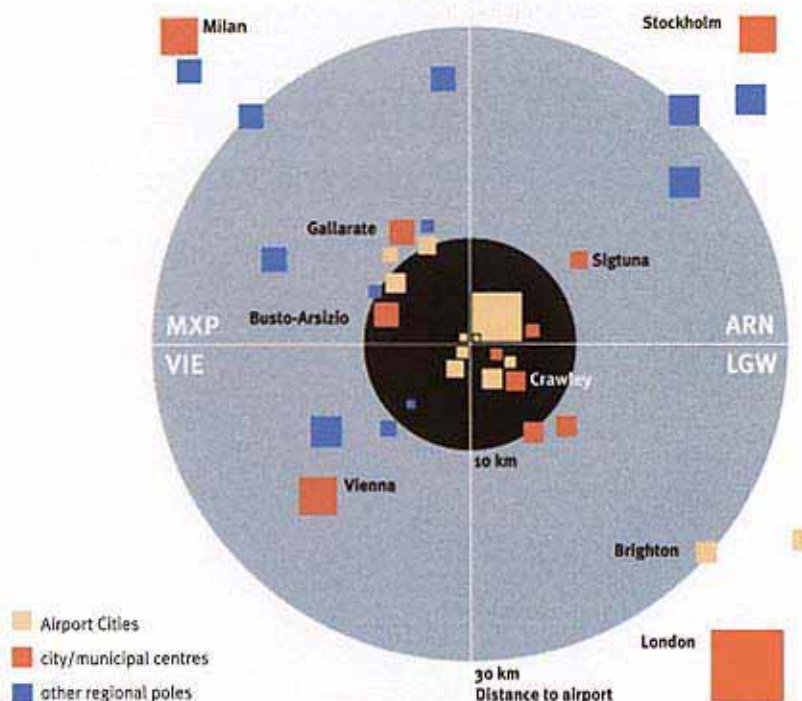 Milan
Stockholm
Gallarate
Sigtuna
Busto-Arsizio
MXP
ARN
VIE
LGW
Crawley
10 km
Vienna
Brighton
Airport Cities
city/municipal centres
other regional poles
London
30 km
Distance to airport